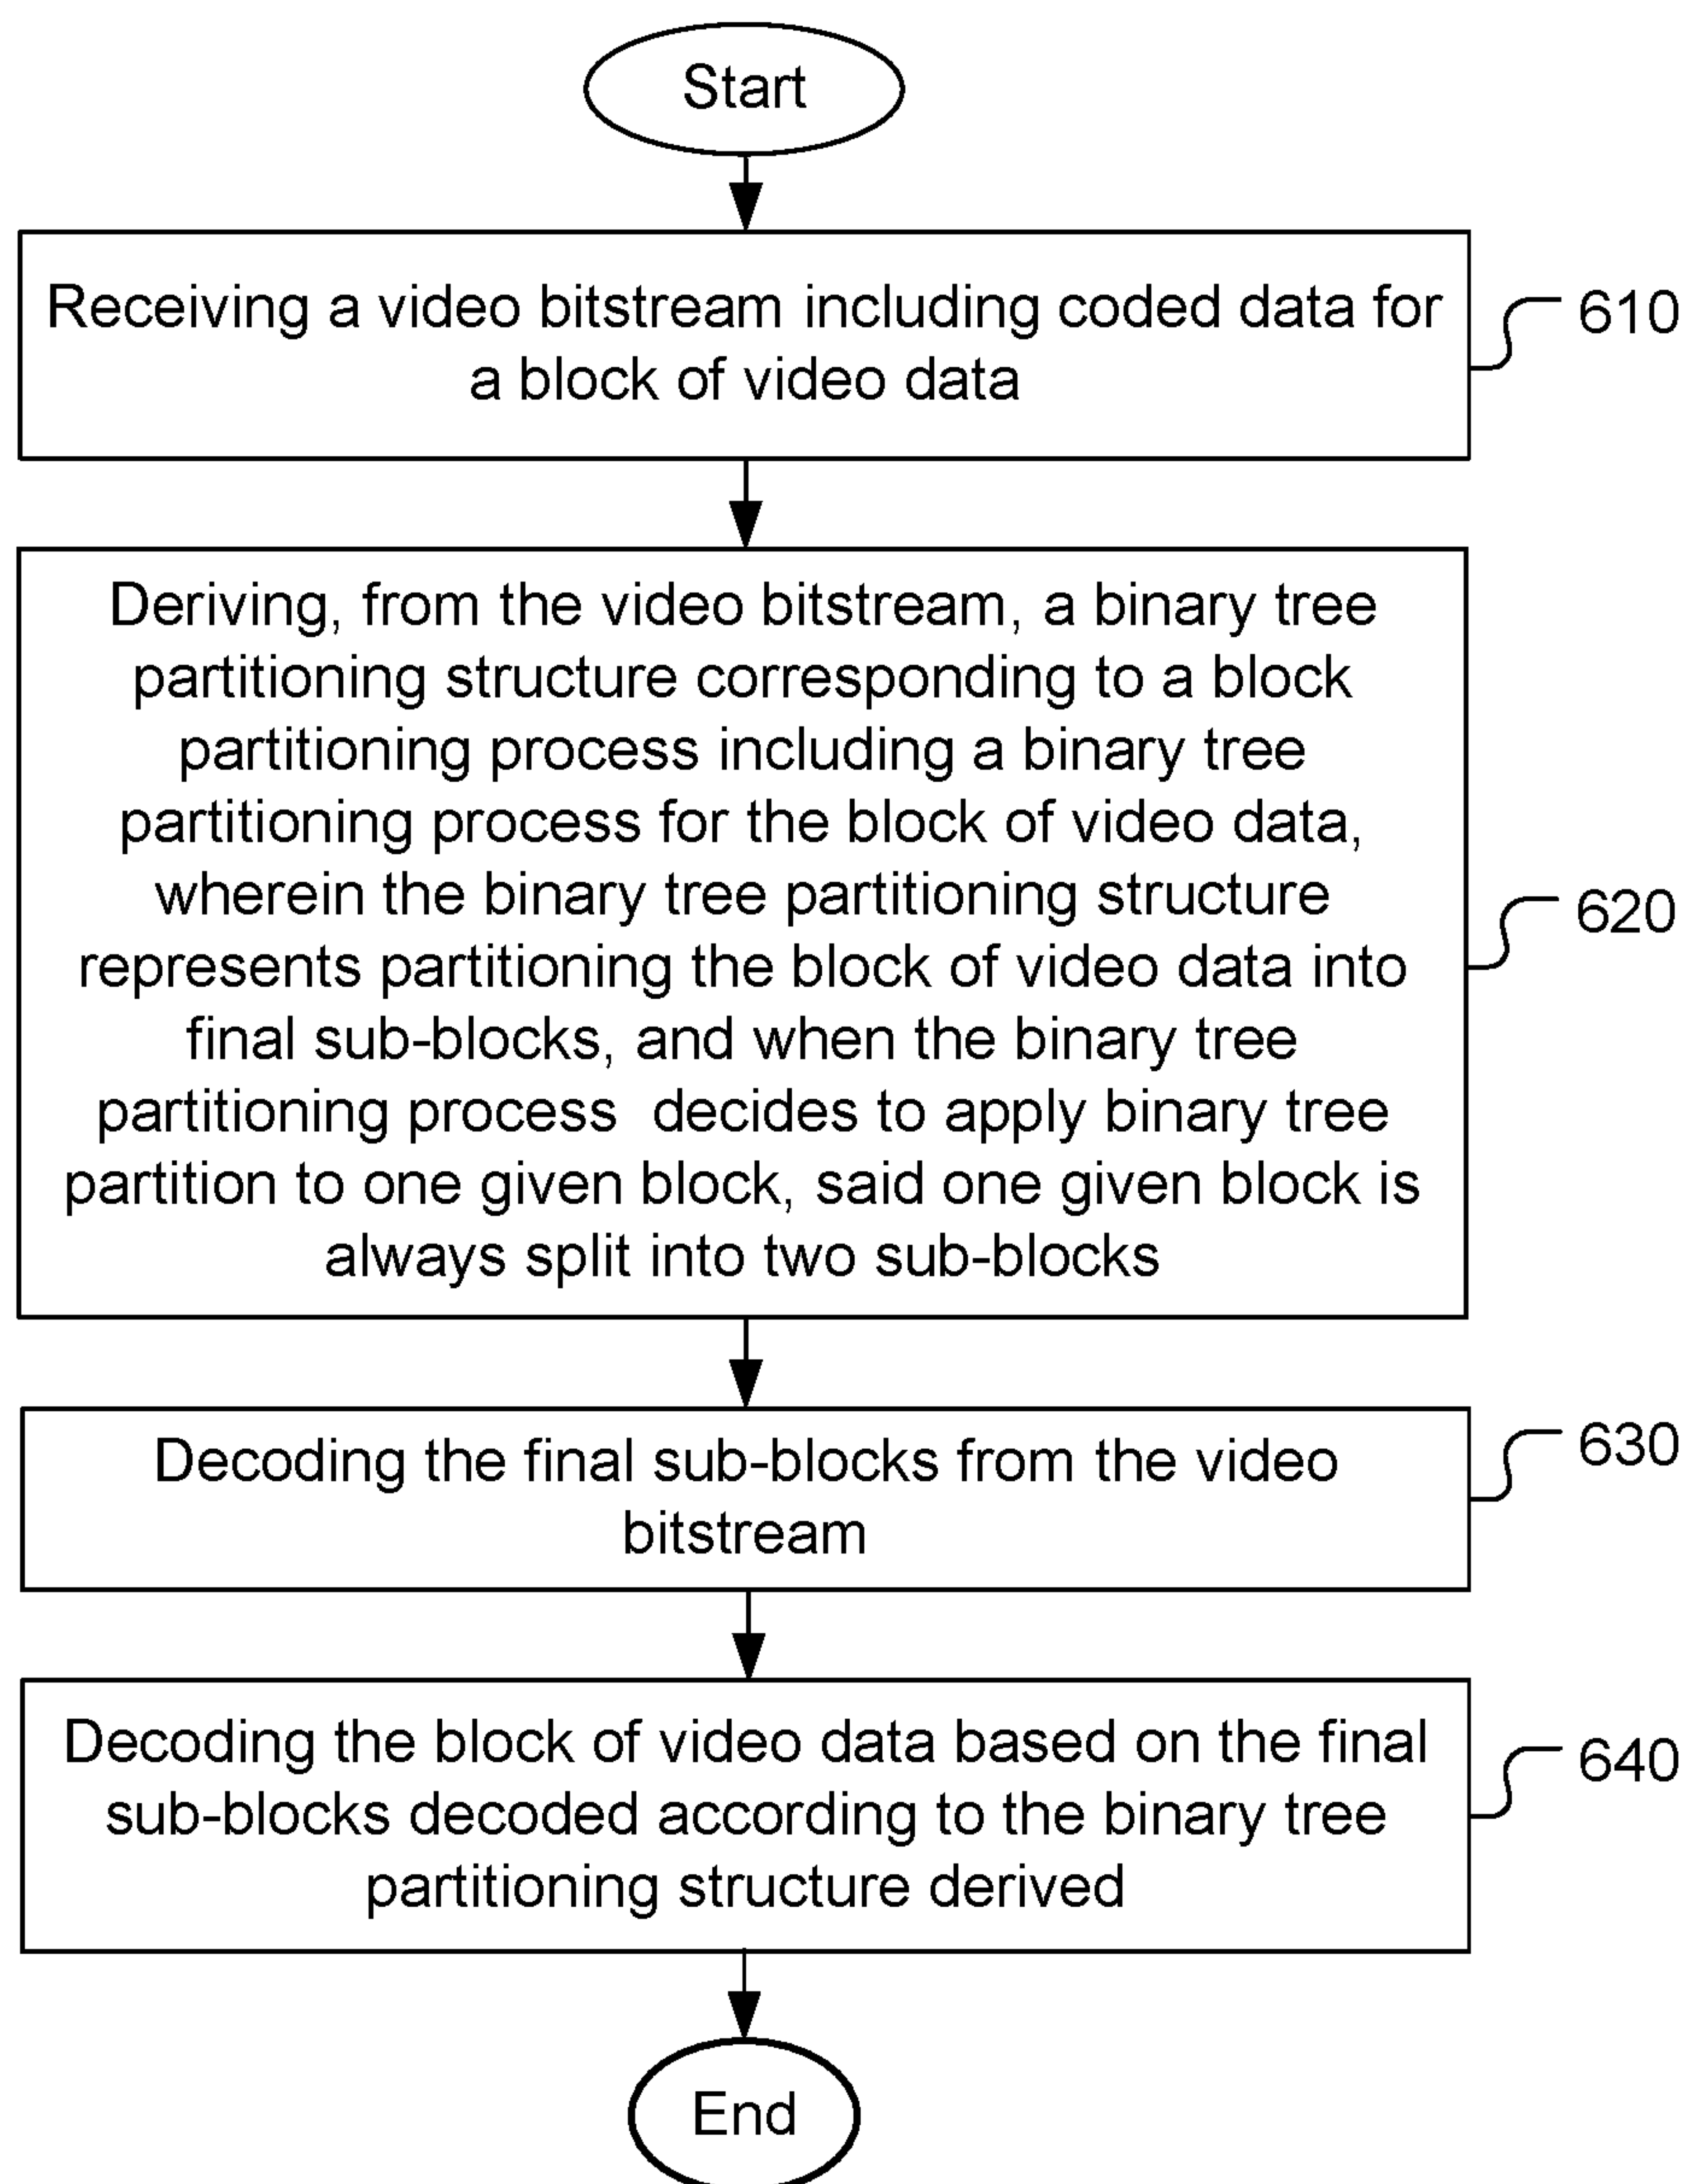 Start
Receiving a video bitstream including coded data for
a block of video data
610
Deriving, from the video bitstream, a binary tree
partitioning structure corresponding to a block
partitioning process including a binary tree
partitioning process for the block of video data,
wherein the binary tree partitioning structure
represents partitioning the block of video data into
final sub-blocks, and when the binary tree
partitioning process decides to apply binary tree
partition to one given block, said one given block is
always split into two sub-blocks
620
Decoding the final sub-blocks from the video
bitstream
630
Decoding the block of video data based on the final
sub-blocks decoded according to the binary tree
partitioning structure derived
640
End